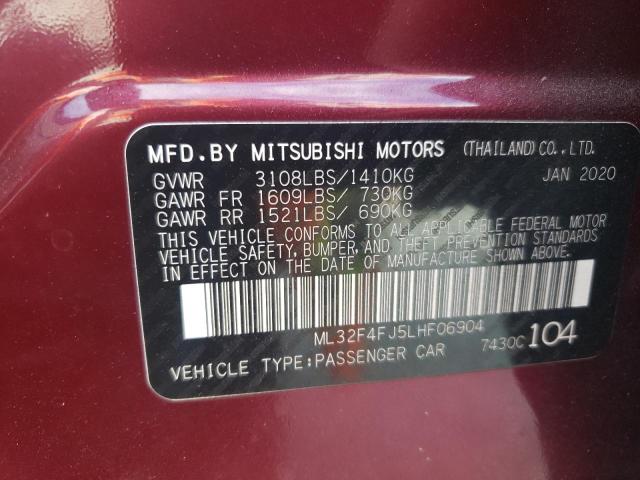 MFD.BY MITSUBISHI MOTORS (THAILAND)CO.,LTD.
GVWR 3108LBS/1410KG JAN 2020
GAWR FR 1609LBS/ 730KG
GAWR RR 1521LBS/ 690KG
THIS VEHICLE CONFORMS TO ALL APPLICABLE FEDERAL MOTOR
VEHICLE SAFETY, BUMPER, AND THEFT PREVENTION STANDARDS
IN EFFECT ON THE DATE OF MANUFACTURE SHOWN ABOVE.
ML32F4FJ5LHF06904
VEHICLE TYPE:PASSENGER CAR 7430C 104